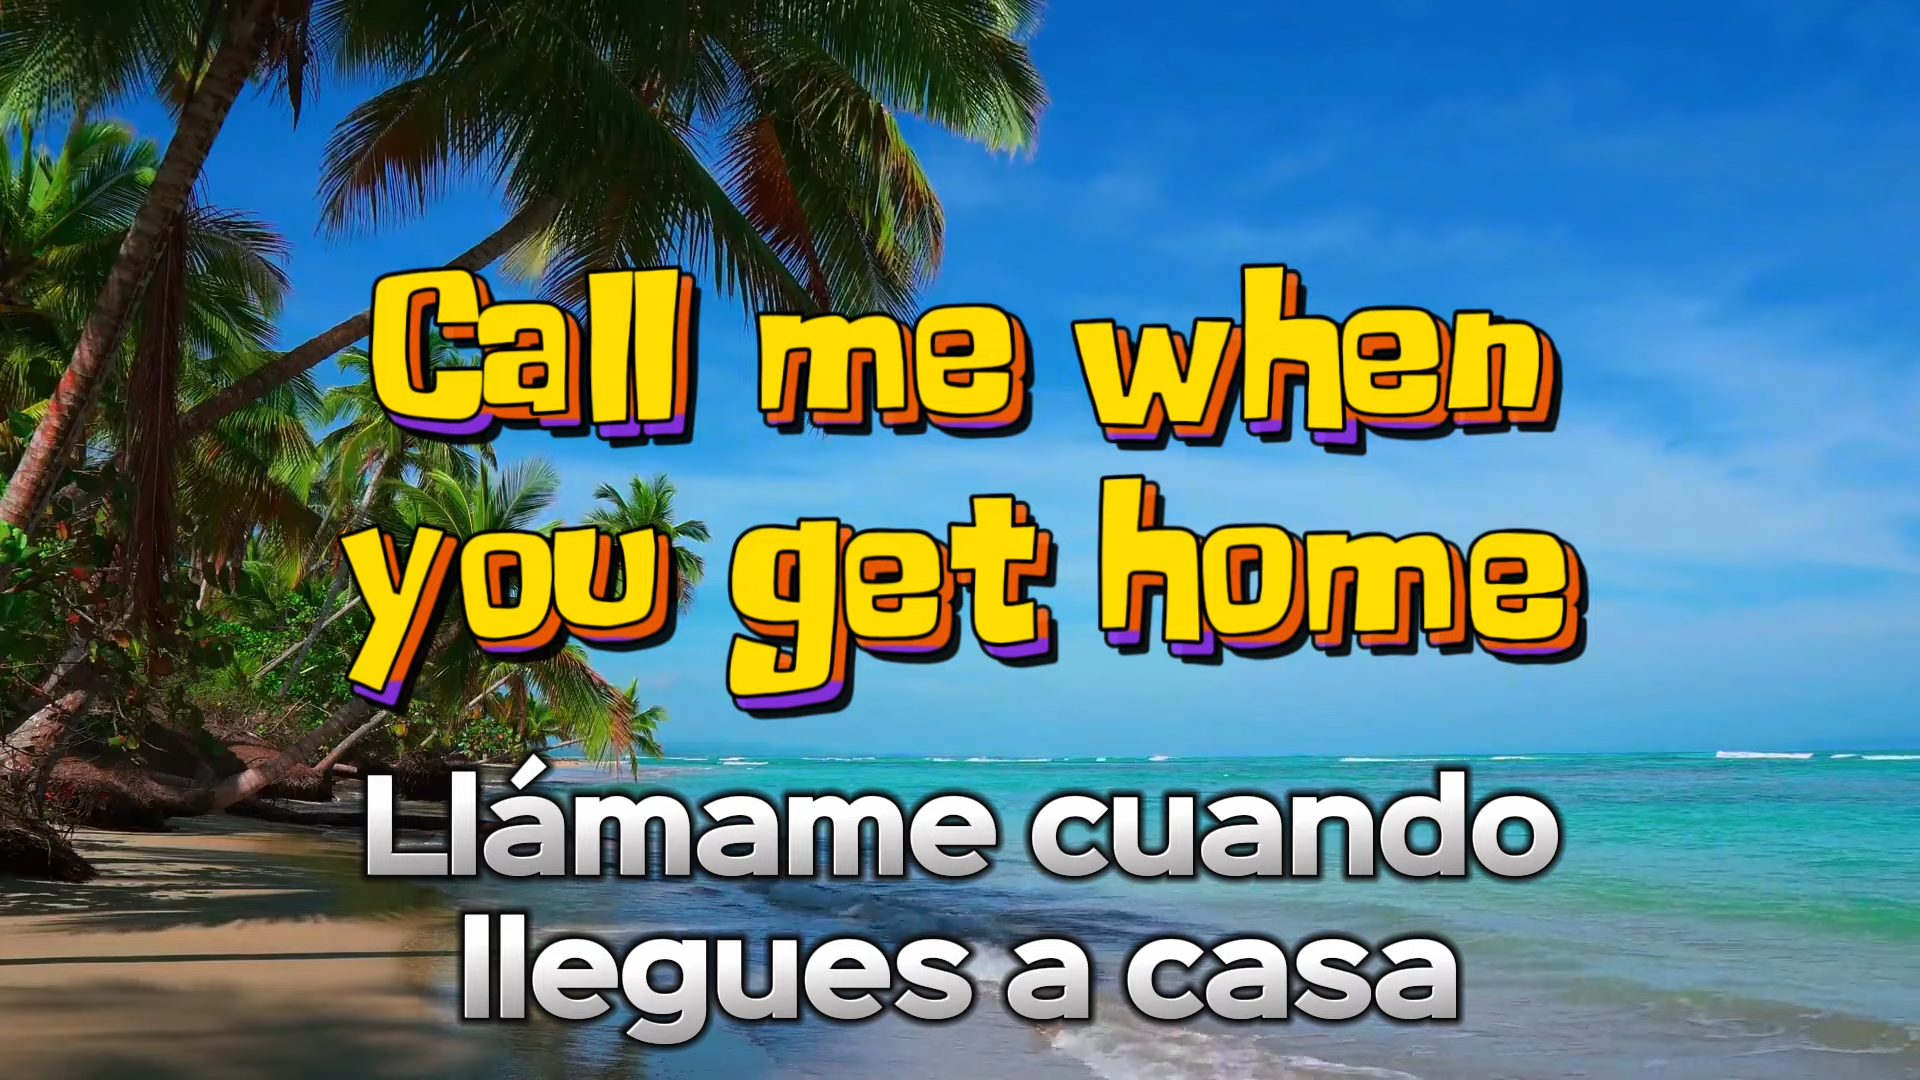 Call me when
you get home
Llámame cuando
llegues a casa